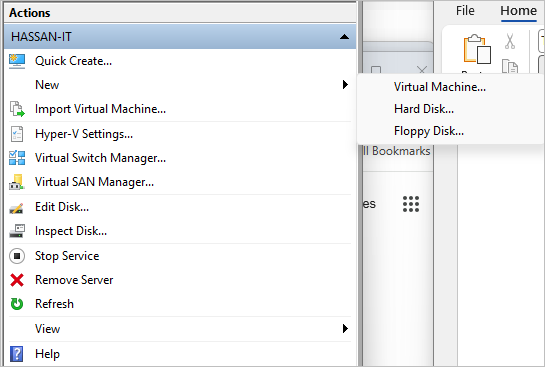 Actions
HASSAN-IT
Quick Create...
New
Import Virtual Machine...
Hyper-V Settings...
Virtual Switch Manager...
Virtual SAN Manager...
Edit Disk...
Inspect Disk...
Stop Service
Remove Server
Refresh
View
Help
Virtual Machine...
Hard Disk...
Floppy Disk...
File Home
ll Bookmarks
es